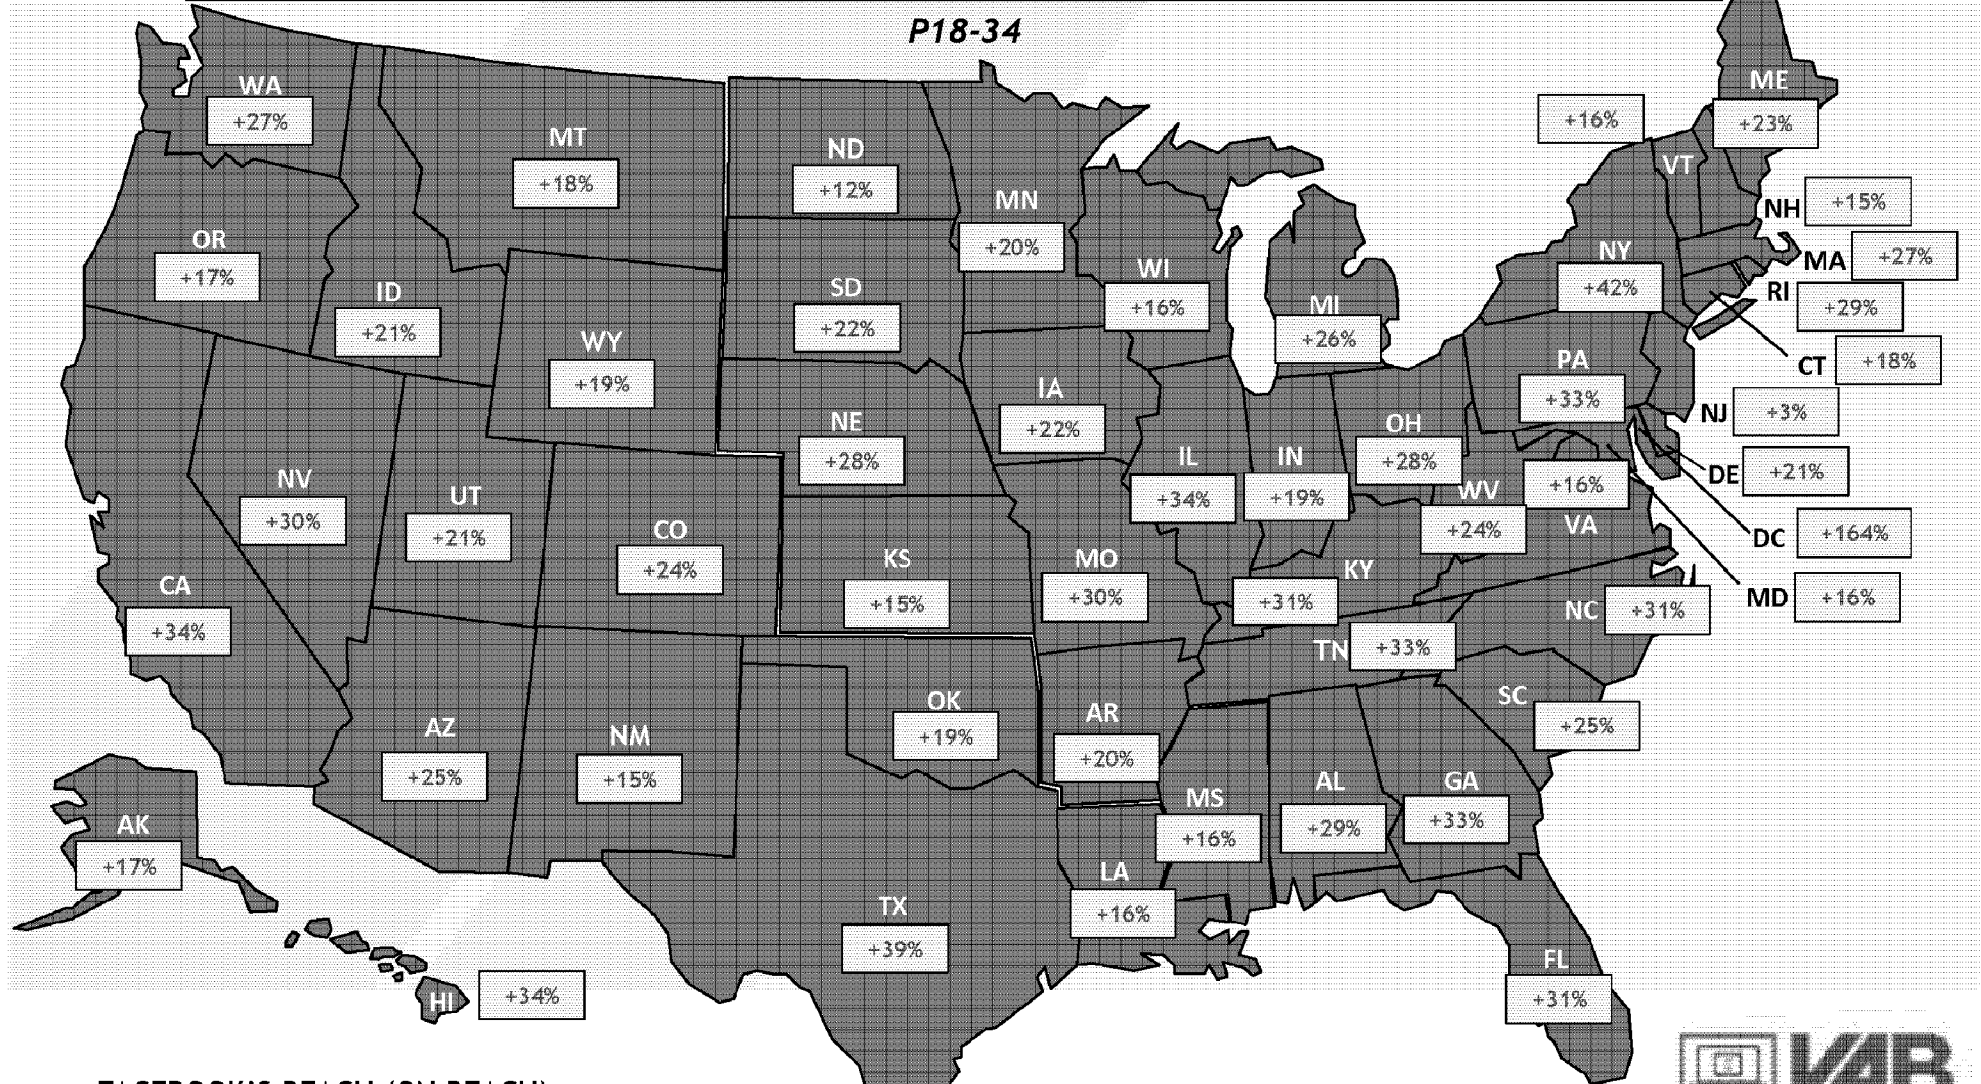 P18-34
WA
+27%
MT
+18%
ND
+12%
MN
+20%
OR
+17%
ID
+21%
WY
+19%
SD
+22%
WI
+16%
MI
+26%
+16%
VT
ME
+23%
NH +15%
NY
+42%
MA +27%
RI +29%
CT +18%
PA
+33%
NJ +3%
DE +21%
DC +164%
MD +16%
NE
+28%
IA
+22%
IL
+34%
IN
+19%
OH
+28%
WV
+24%
+16%
VA
NV
+30%
UT
+21%
CO
+24%
KS
+15%
MO
+30%
KY
+31%
CA
+34%
NC +31%
TN +33%
SC
+25%
AZ
+25%
NM
+15%
OK
+19%
AR
+20%
MS
+16%
AL
+29%
GA
+33%
AK
+17%
HI +34%
TX
+39%
LA
+16%
FL
+31%
FACEBOOK'S REACH (ON REACH)
VAB